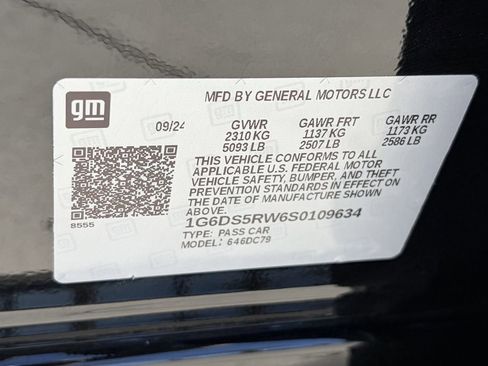 gm
MFD BY GENERAL MOTORS LLC
09/24 GVWR GAWR FRT GAWR RR
2310 KG 1137 KG 1173 KG
5093 LB 2507 LB 2586 LB
THIS VEHICLE CONFORMS TO ALL
APPLICABLE U.S. FEDERAL MOTOR
VEHICLE SAFETY, BUMPER, AND THEFT
PREVENTION STANDARDS IN EFFECT ON
THE DATE OF MANUFACTURE SHOWN
ABOVE.
8555
1G6DS5RW6S0109634
TYPE: PASS CAR
MODEL: 646DC79